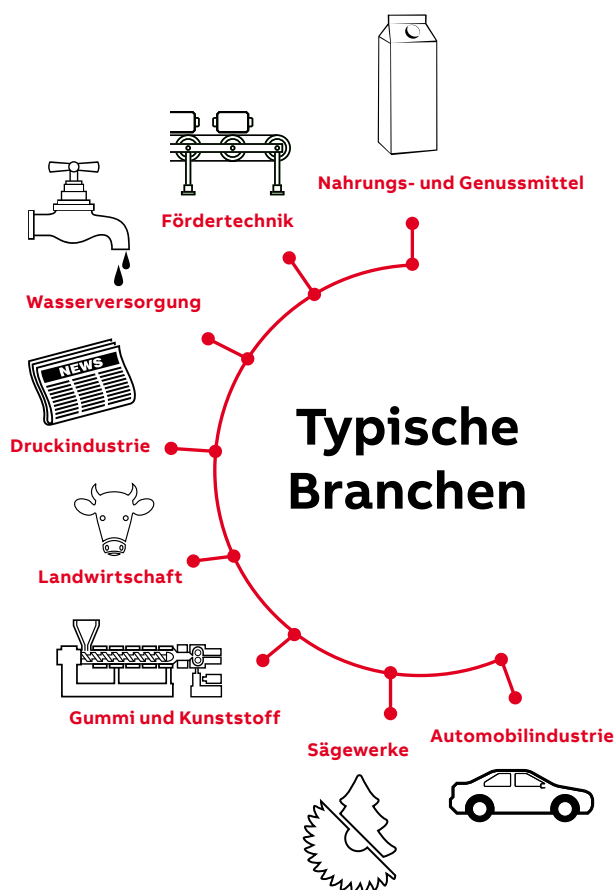 Nahrungs- und Genussmittel
Fördertechnik
Wasserversorgung
NEWS
Druckindustrie
Typische
Branchen
Landwirtschaft
Gummi und Kunststoff
Sägewerke
Automobilindustrie